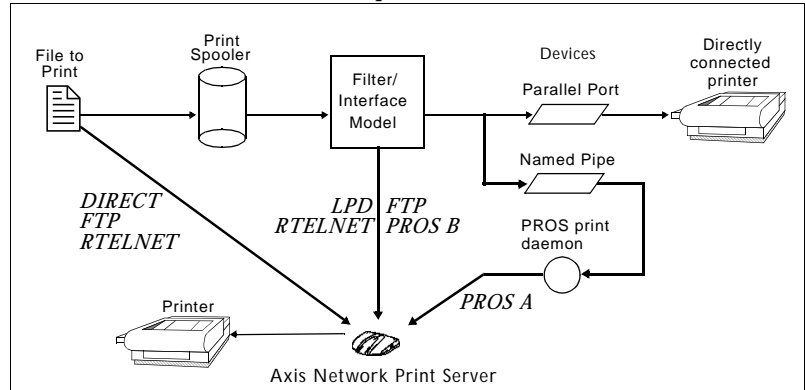 File to
Print
Print
Spooler
Filter/
Interface
Model
Devices
Parallel Port
Directly
connected
printer
Named Pipe
DIRECT
FTP
RTELNET
LPD FTP
RTELNET PROS B
PROS print
daemon
PROS A
Printer
Axis Network Print Server